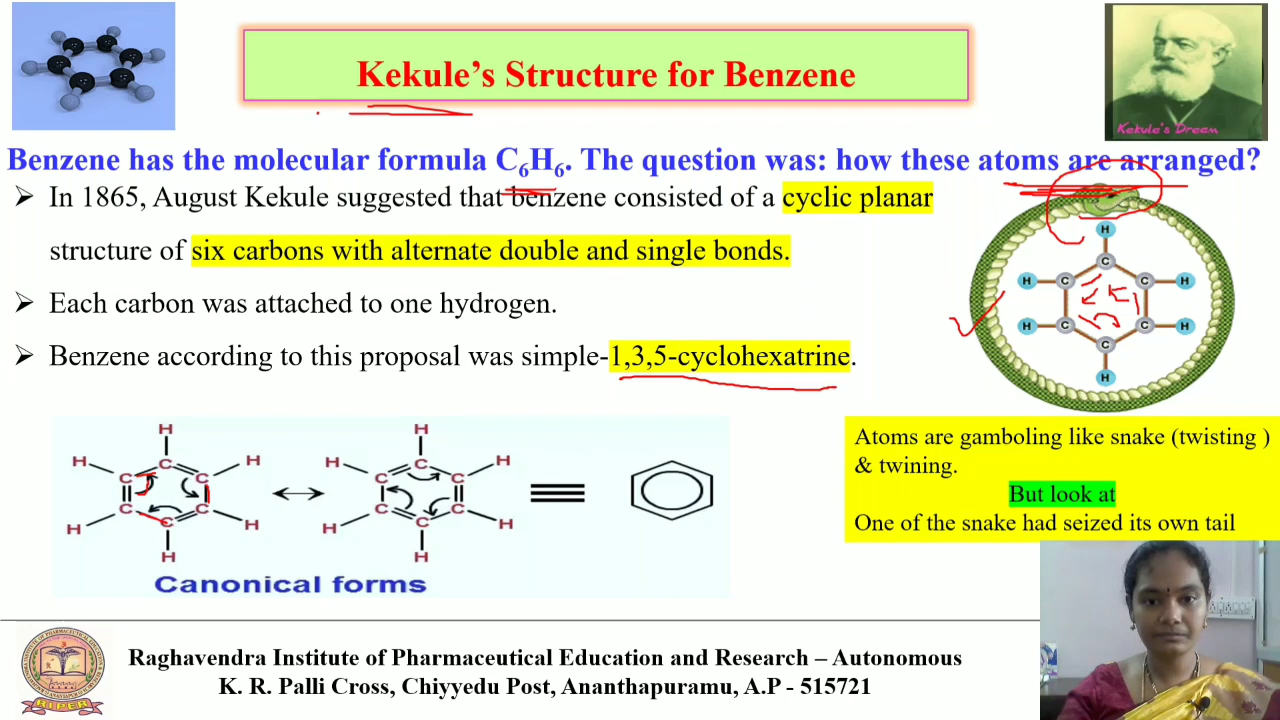 Kekule's Structure for Benzene
Kekule's Dream
Benzene has the molecular formula C₆H₆. The question was: how these atoms are arranged?
➢ In 1865, August Kekule suggested that benzene consisted of a cyclic planar
structure of six carbons with alternate double and single bonds.
➢ Each carbon was attached to one hydrogen.
➢ Benzene according to this proposal was simple-1,3,5-cyclohexatrine.
H
C
H C C H
H C C H
C
H
H H
H C H H C H
C C C C
C C C C
H C H H C H
H H
Canonical forms
Atoms are gamboling like snake (twisting )
& twining.
But look at
One of the snake had seized its own tail
RIPER
Raghavendra Institute of Pharmaceutical Education and Research – Autonomous
K. R. Palli Cross, Chiyyedu Post, Ananthapuramu, A.P - 515721